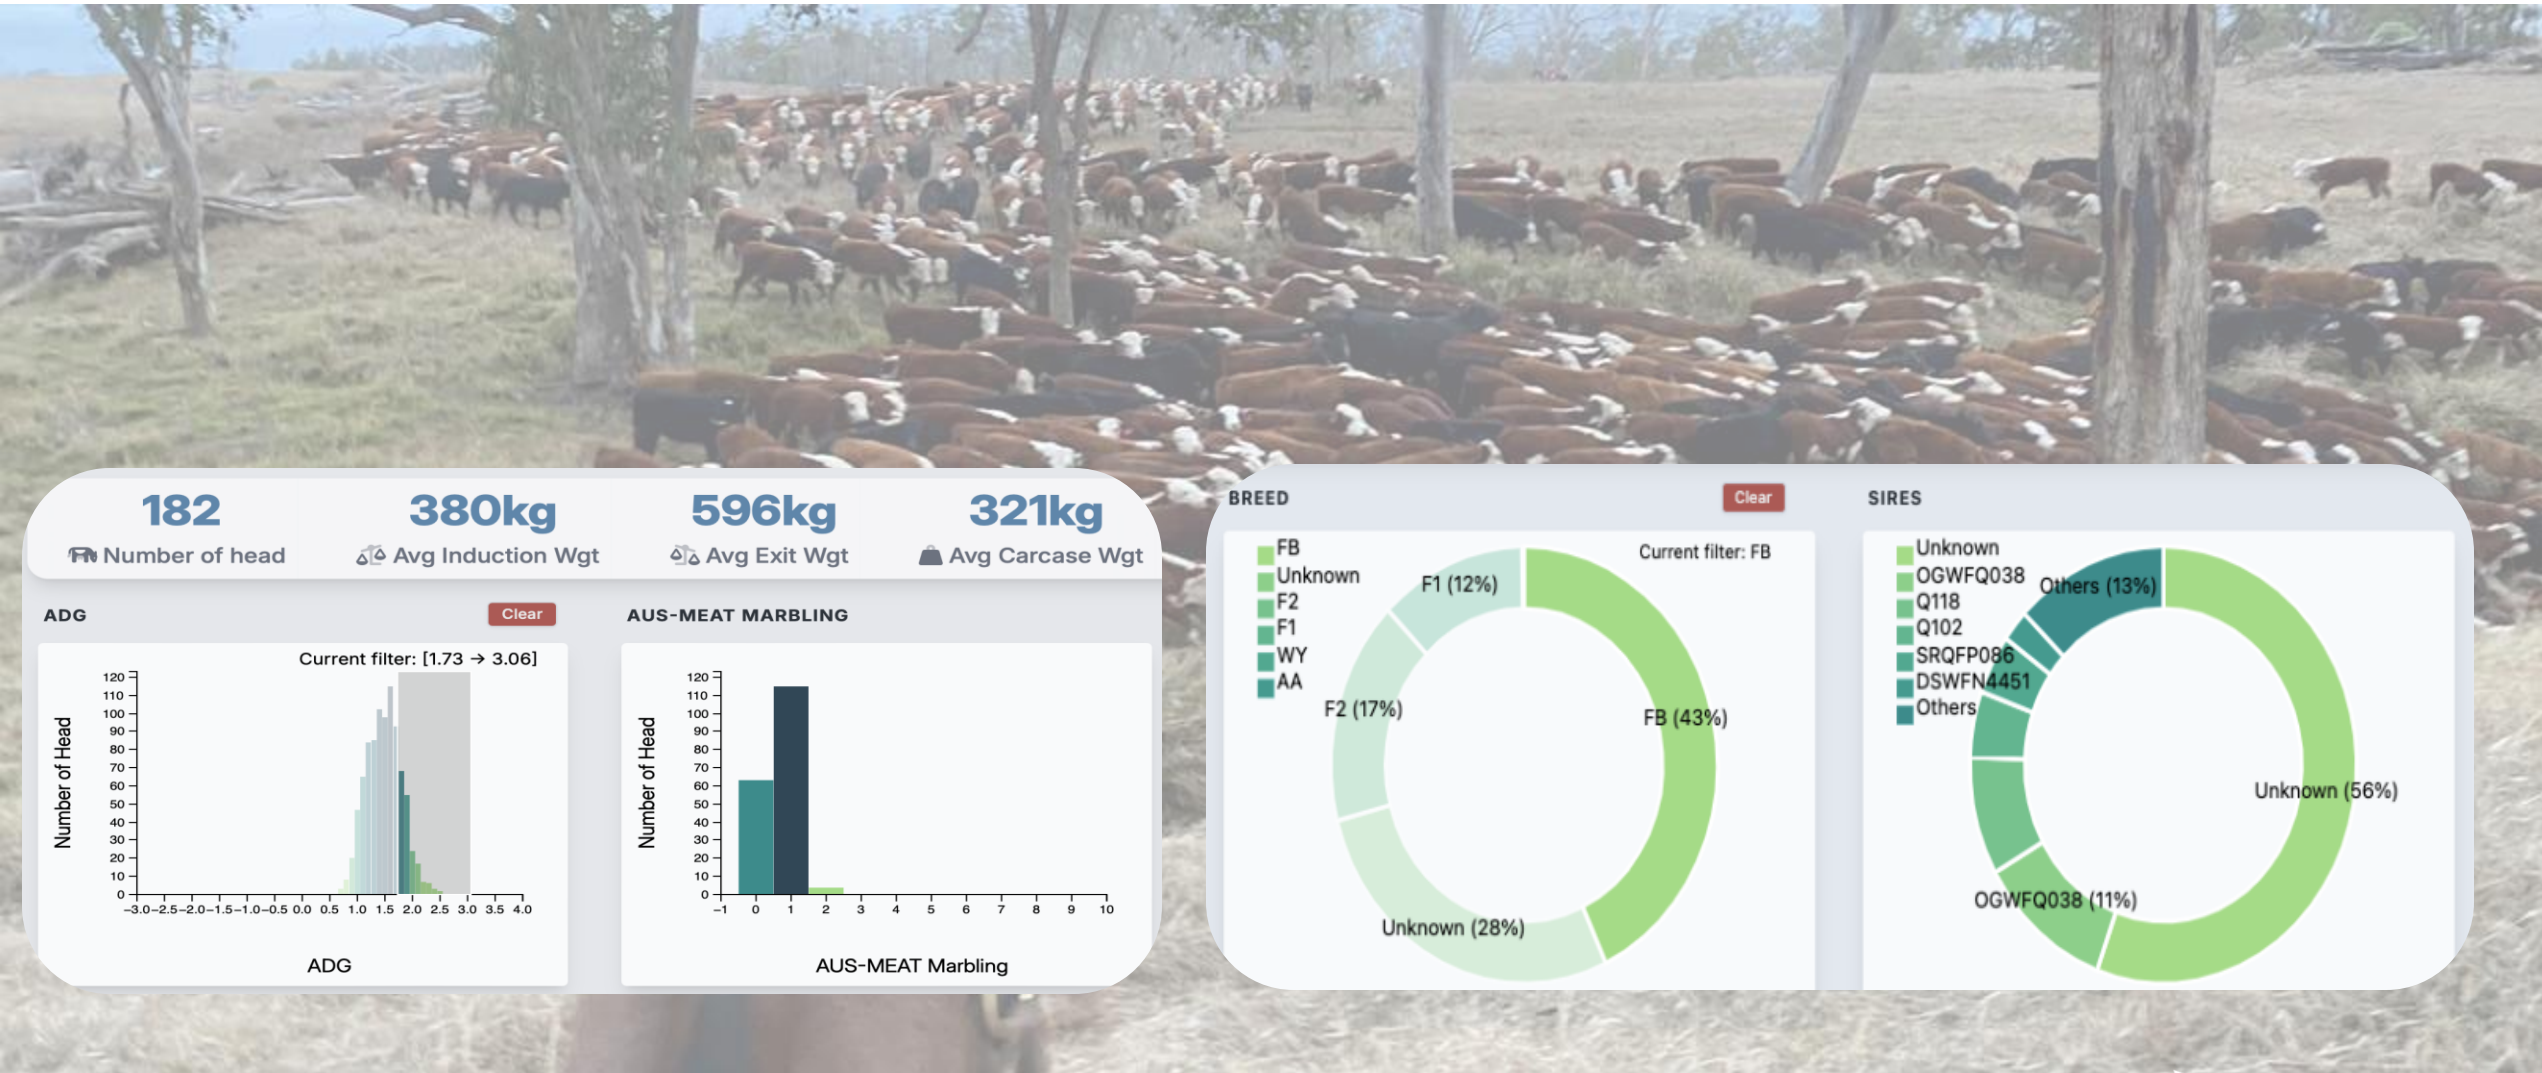 182
Number of head
380kg
Avg Induction Wgt
596kg
Avg Exit Wgt
321kg
Avg Carcase Wgt
ADG
Clear
Current filter: [1.73 → 3.06]
Number of Head
120
110
100
90
80
70
60
50
40
30
20
10
0
-3.0 -2.5 -2.0 -1.5 -1.0 -0.5 0.0 0.5 1.0 1.5 2.0 2.5 3.0 3.5 4.0
ADG
AUS-MEAT MARBLING
Number of Head
120
110
100
90
80
70
60
50
40
30
20
10
0
-1 0 1 2 3 4 5 6 7 8 9 10
AUS-MEAT Marbling
BREED
Clear
Current filter: FB
FB
Unknown
F2
F1
WY
AA
F1 (12%)
F2 (17%)
FB (43%)
Unknown (28%)
SIRES
Unknown
OGWFQ038
Q118
Q102
SRQFP086
DSWFN4451
Others
Others (13%)
Unknown (56%)
OGWFQ038 (11%)